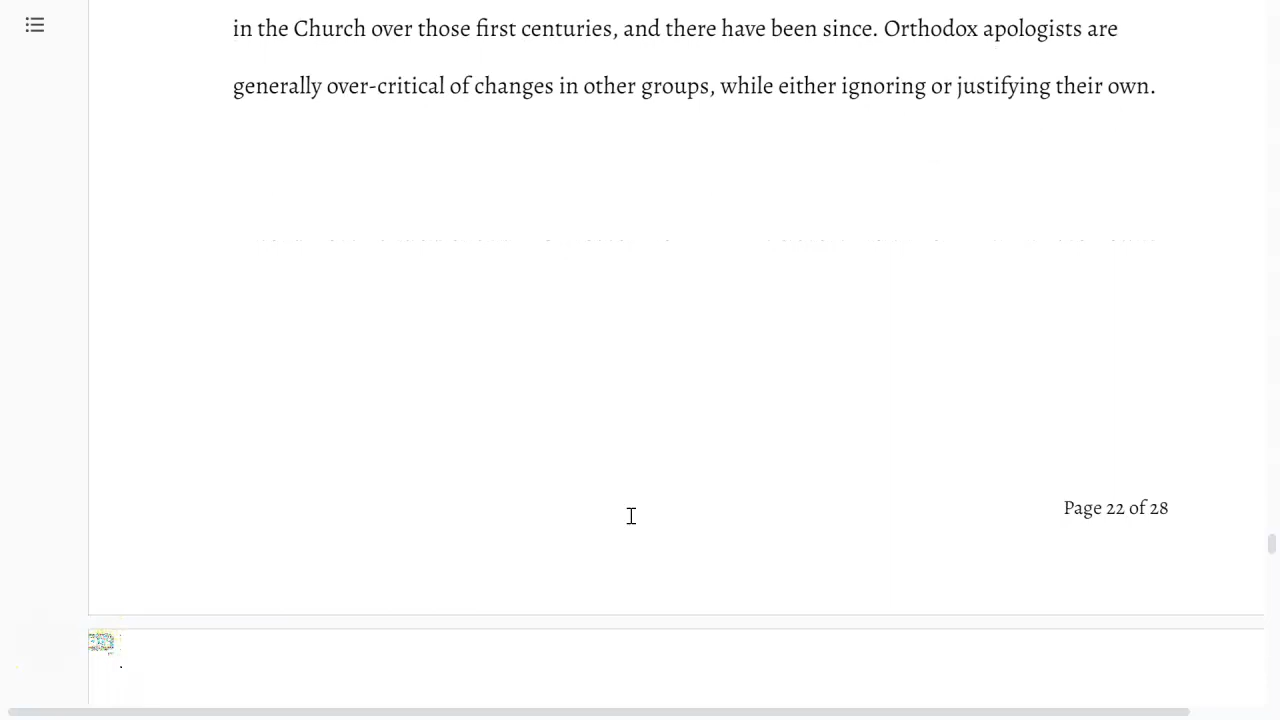 in the Church over those first centuries, and there have been since. Orthodox apologists are
generally over-critical of changes in other groups, while either ignoring or justifying their own.
Page 22 of 28